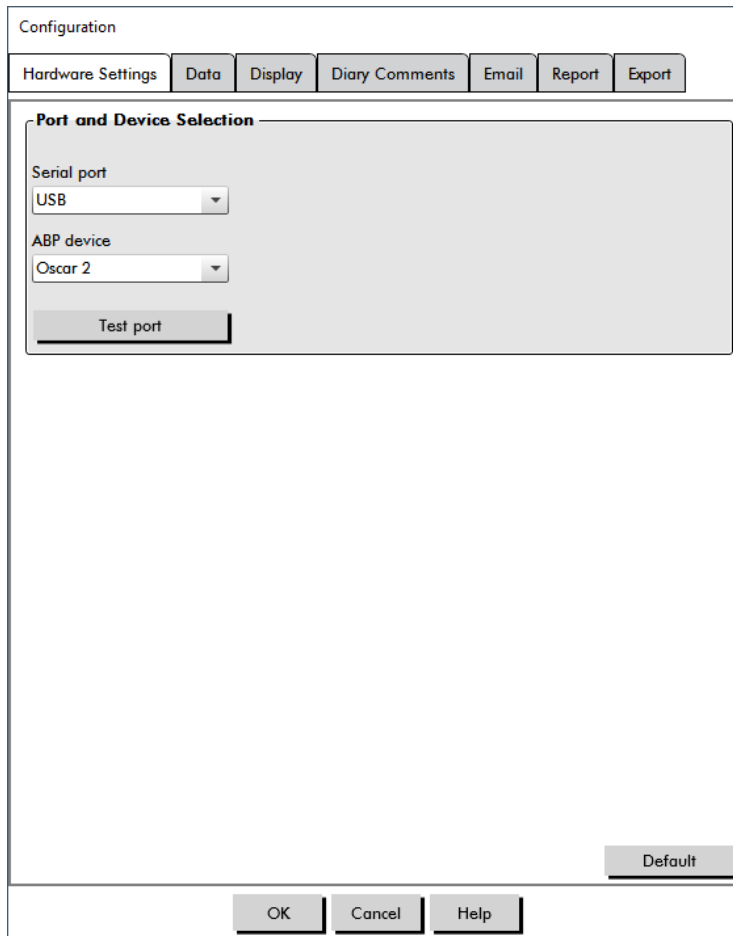 Configuration
Hardware Settings Data Display Diary Comments Email Report Export
Port and Device Selection
Serial port
USB
ABP device
Oscar 2
Test port
Default
OK Cancel Help